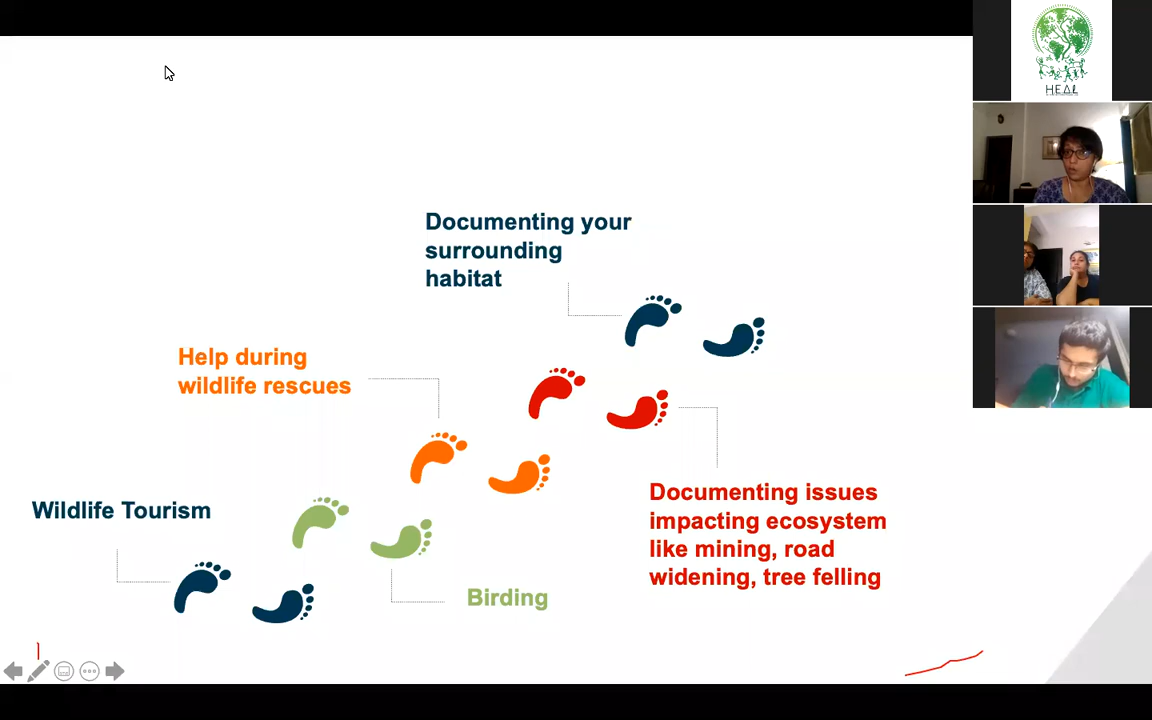 HEAL
Documenting your
surrounding
habitat
Help during
wildlife rescues
Wildlife Tourism
Documenting issues
impacting ecosystem
like mining, road
widening, tree felling
Birding